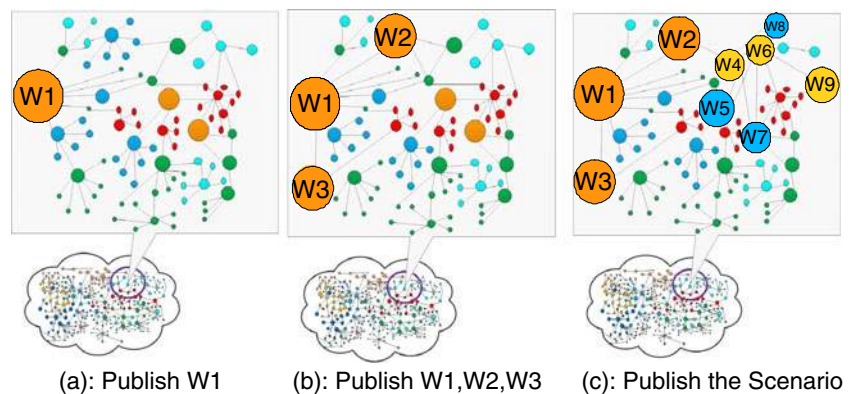 W1
W2
W1
W3
W8
W2
W6
W4
W9
W1
W5
W7
W3
(a): Publish W1
(b): Publish W1,W2,W3
(c): Publish the Scenario